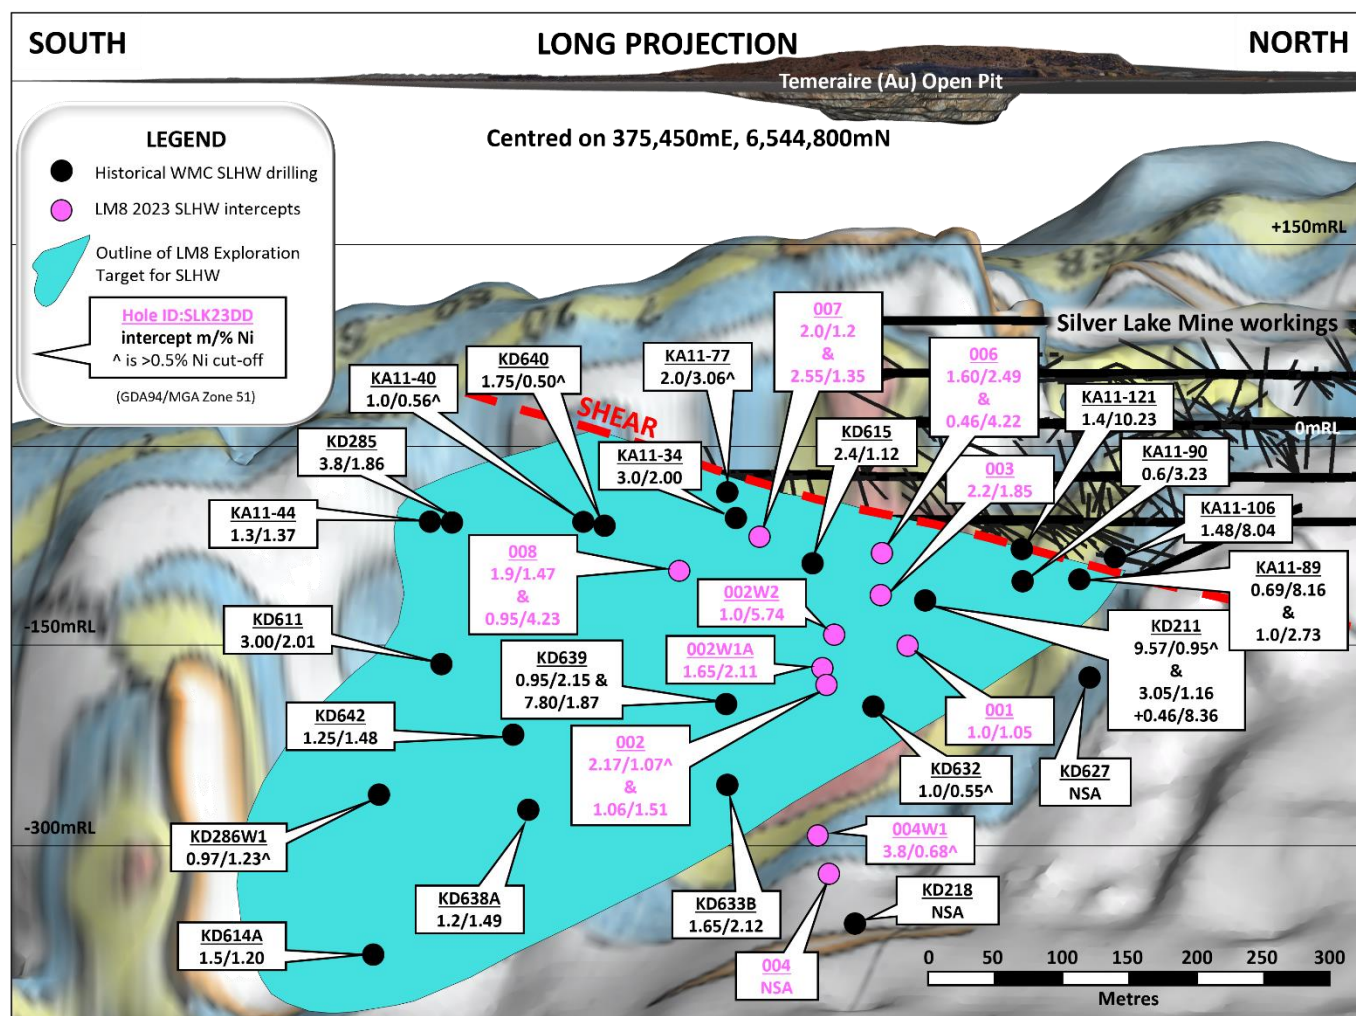 SOUTH
LONG PROJECTION
NORTH
Temeraire (Au) Open Pit
Centred on 375,450mE, 6,544,800mN
LEGEND
Historical WMC SLHW drilling
LM8 2023 SLHW intercepts
Outline of LM8 Exploration
Target for SLHW
Hole ID:SLK23DD
intercept m/% Ni
^ is >0.5% Ni cut-off
(GDA94/MGA Zone 51)
+150mRL
Silver Lake Mine workings
0mRL
-150mRL
-300mRL
SHEAR
007
2.0/1.2
&
2.55/1.35
006
1.60/2.49
&
0.46/4.22
KA11-77
2.0/3.06^
KD640
1.75/0.50^
KA11-40
1.0/0.56^
KA11-121
1.4/10.23
KD285
3.8/1.86
KA11-34
3.0/2.00
KD615
2.4/1.12
KA11-90
0.6/3.23
003
2.2/1.85
KA11-106
1.48/8.04
KA11-44
1.3/1.37
008
1.9/1.47
&
0.95/4.23
KA11-89
0.69/8.16
&
1.0/2.73
002W2
1.0/5.74
KD611
3.00/2.01
KD211
9.57/0.95^
&
3.05/1.16
+0.46/8.36
002W1A
1.65/2.11
KD639
0.95/2.15 &
7.80/1.87
KD642
1.25/1.48
001
1.0/1.05
002
2.17/1.07^
&
1.06/1.51
KD632
1.0/0.55^
KD627
NSA
KD286W1
0.97/1.23^
004W1
3.8/0.68^
KD638A
1.2/1.49
KD633B
1.65/2.12
KD218
NSA
KD614A
1.5/1.20
004
NSA
0 50 100 150 200 250 300
Metres